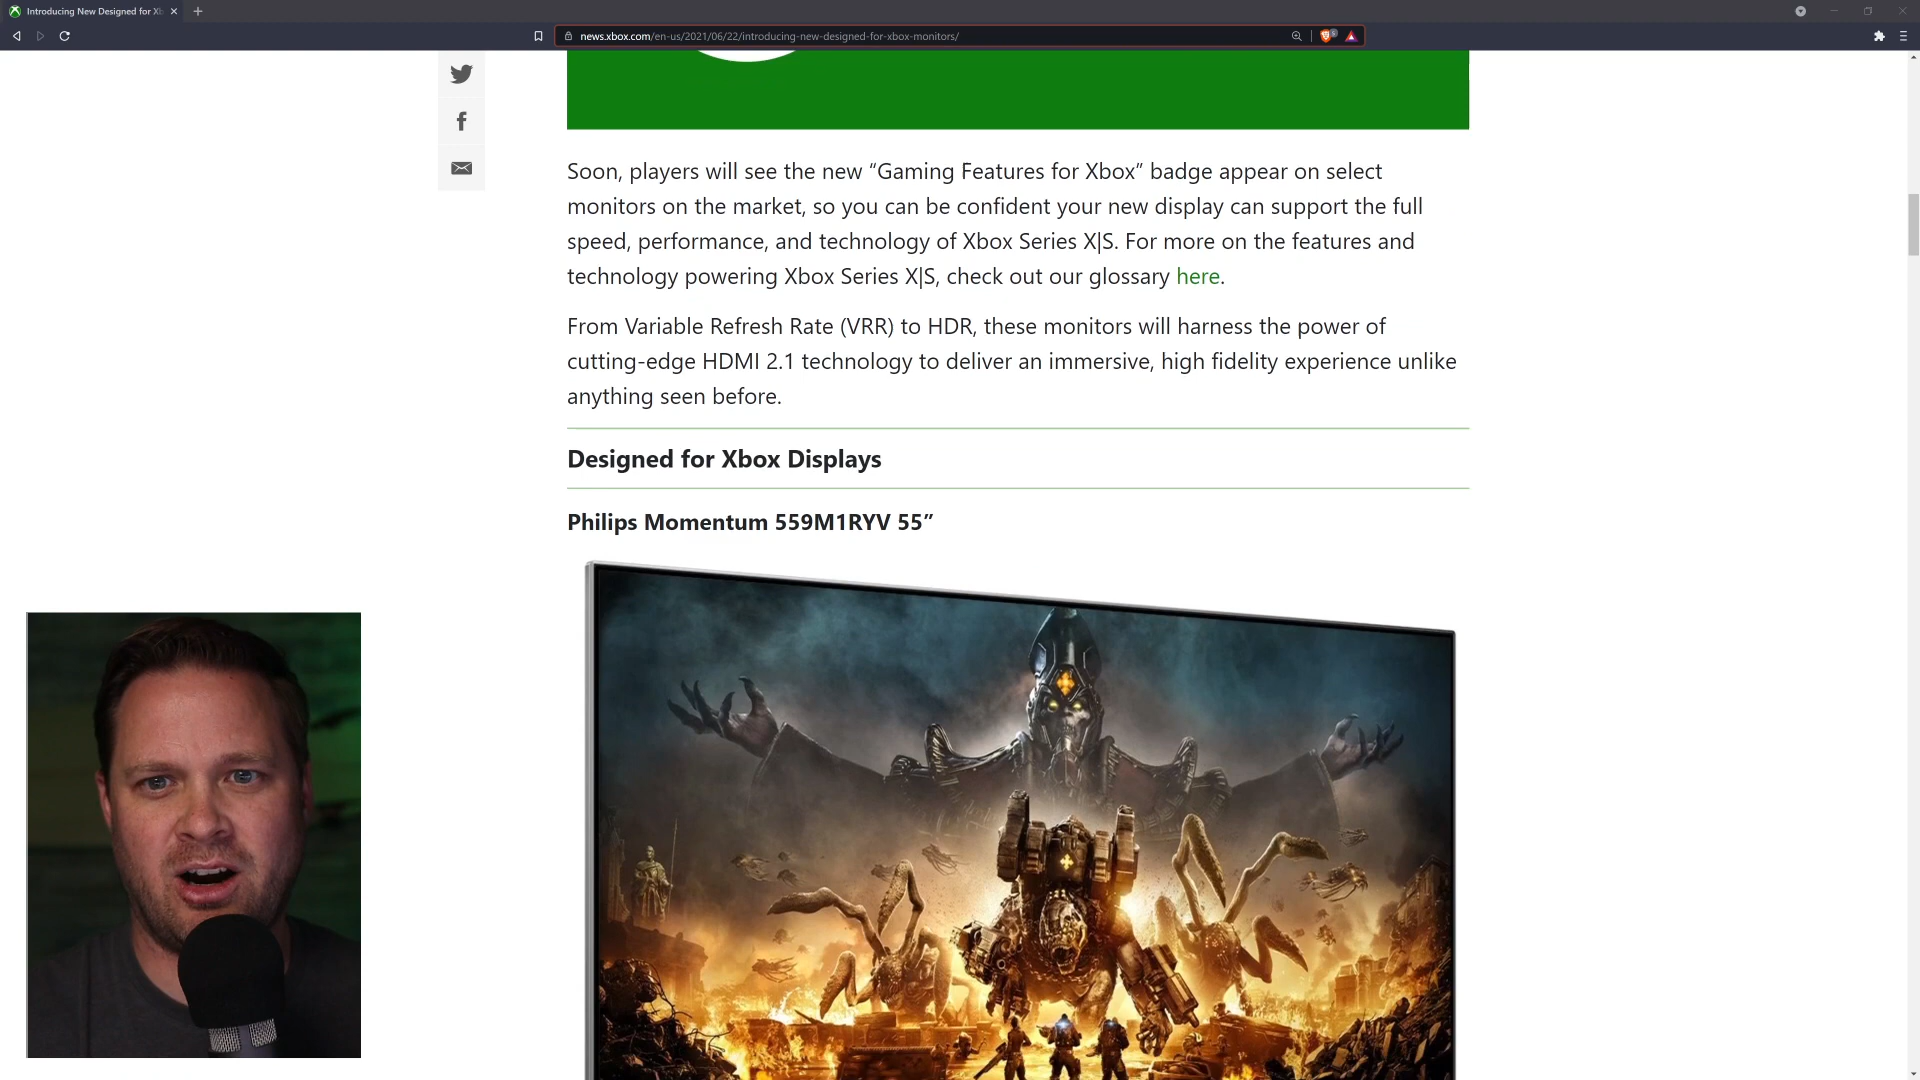 Introducing New Designed for Xb
news.xbox.com/en-us/2021/06/22/introducing-new-designed-for-xbox-monitors/
Soon, players will see the new “Gaming Features for Xbox” badge appear on select
monitors on the market, so you can be confident your new display can support the full
speed, performance, and technology of Xbox Series X|S. For more on the features and
technology powering Xbox Series X|S, check out our glossary here.
From Variable Refresh Rate (VRR) to HDR, these monitors will harness the power of
cutting-edge HDMI 2.1 technology to deliver an immersive, high fidelity experience unlike
anything seen before.
Designed for Xbox Displays
Philips Momentum 559M1RYV 55”